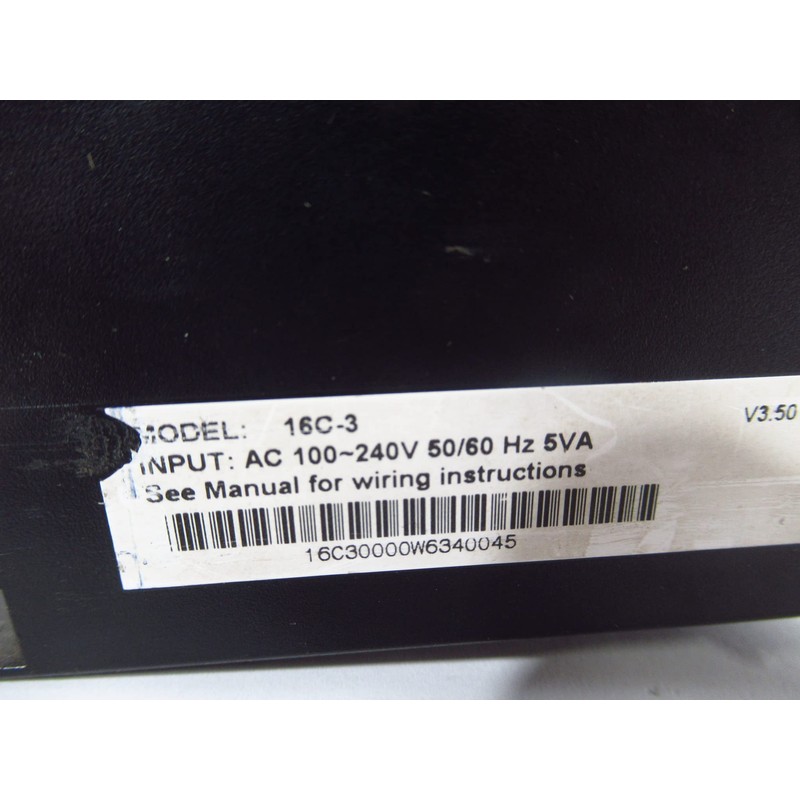 MODEL: 16C-3 V3.50
INPUT: AC 100~240V 50/60 Hz 5VA
See Manual for wiring instructions
16C30000W6340045